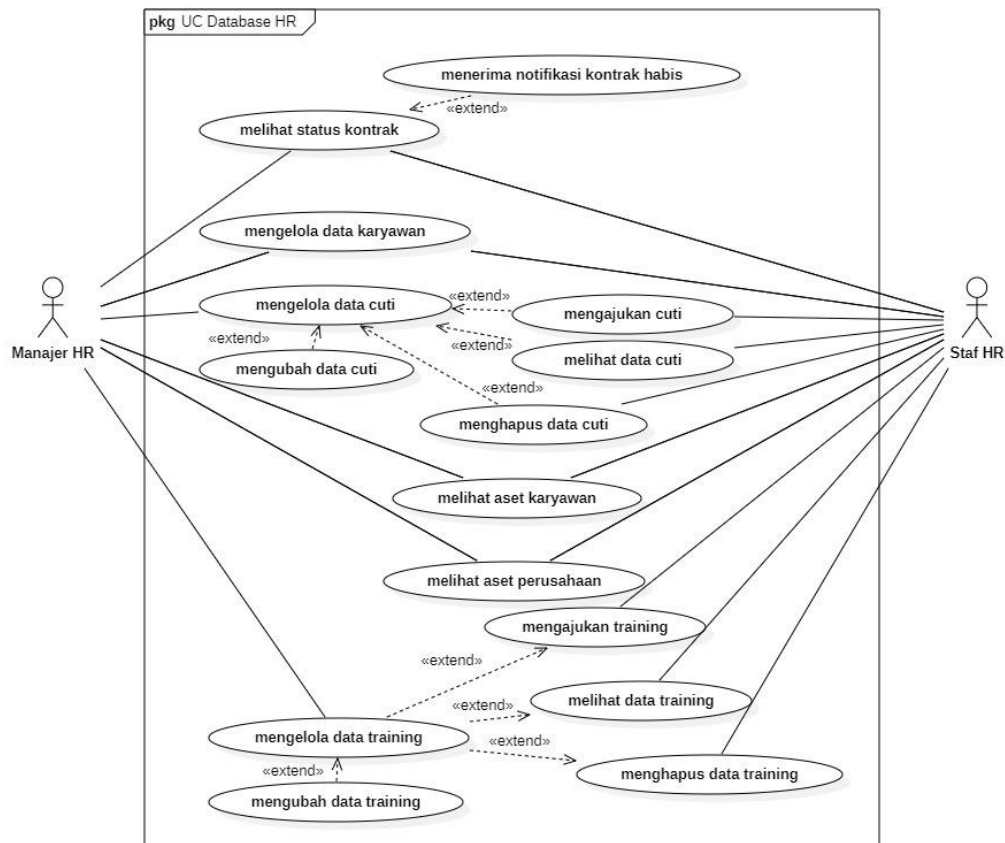 pkg UC Database HR
menerima notifikasi kontrak habis
«extend»
melihat status kontrak
mengelola data karyawan
mengelola data cuti
«extend»
mengajukan cuti
Manajer HR
Staf HR
«extend»
«extend»
melihat data cuti
mengubah data cuti
«extend»
menghapus data cuti
melihat aset karyawan
melihat aset perusahaan
mengajukan training
«extend»
melihat data training
«extend»
mengelola data training
«extend»
«extend»
menghapus data training
mengubah data training